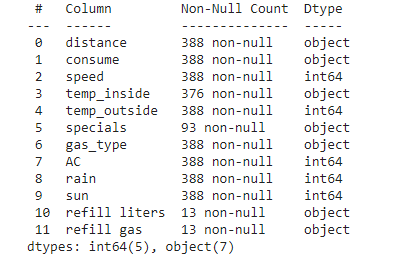 #   Column         Non-Null Count  Dtype
---  ------         --------------  -----
0   distance       388 non-null    object
1   consume        388 non-null    object
2   speed          388 non-null    int64
3   temp_inside    376 non-null    object
4   temp_outside   388 non-null    int64
5   specials       93 non-null     object
6   gas_type       388 non-null    object
7   AC             388 non-null    int64
8   rain           388 non-null    int64
9   sun            388 non-null    int64
10  refill liters  13 non-null     object
11  refill gas     13 non-null     object
dtypes: int64(5), object(7)